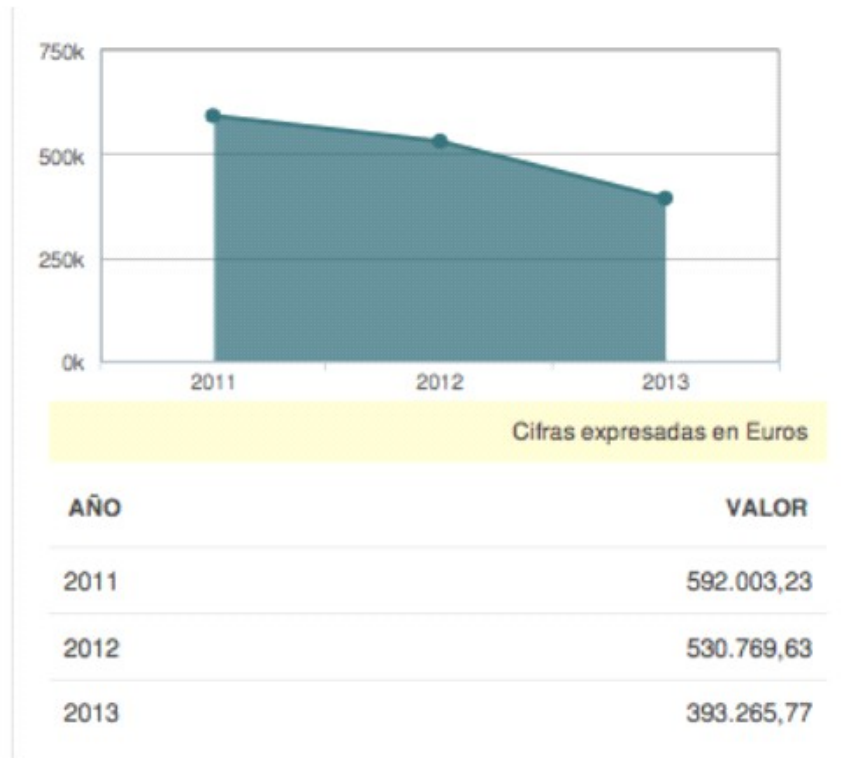 750k
500k
250k
0k
2011 2012 2013
Cifras expresadas en Euros
AÑO VALOR
2011 592.003,23
2012 530.769,63
2013 393.265,77